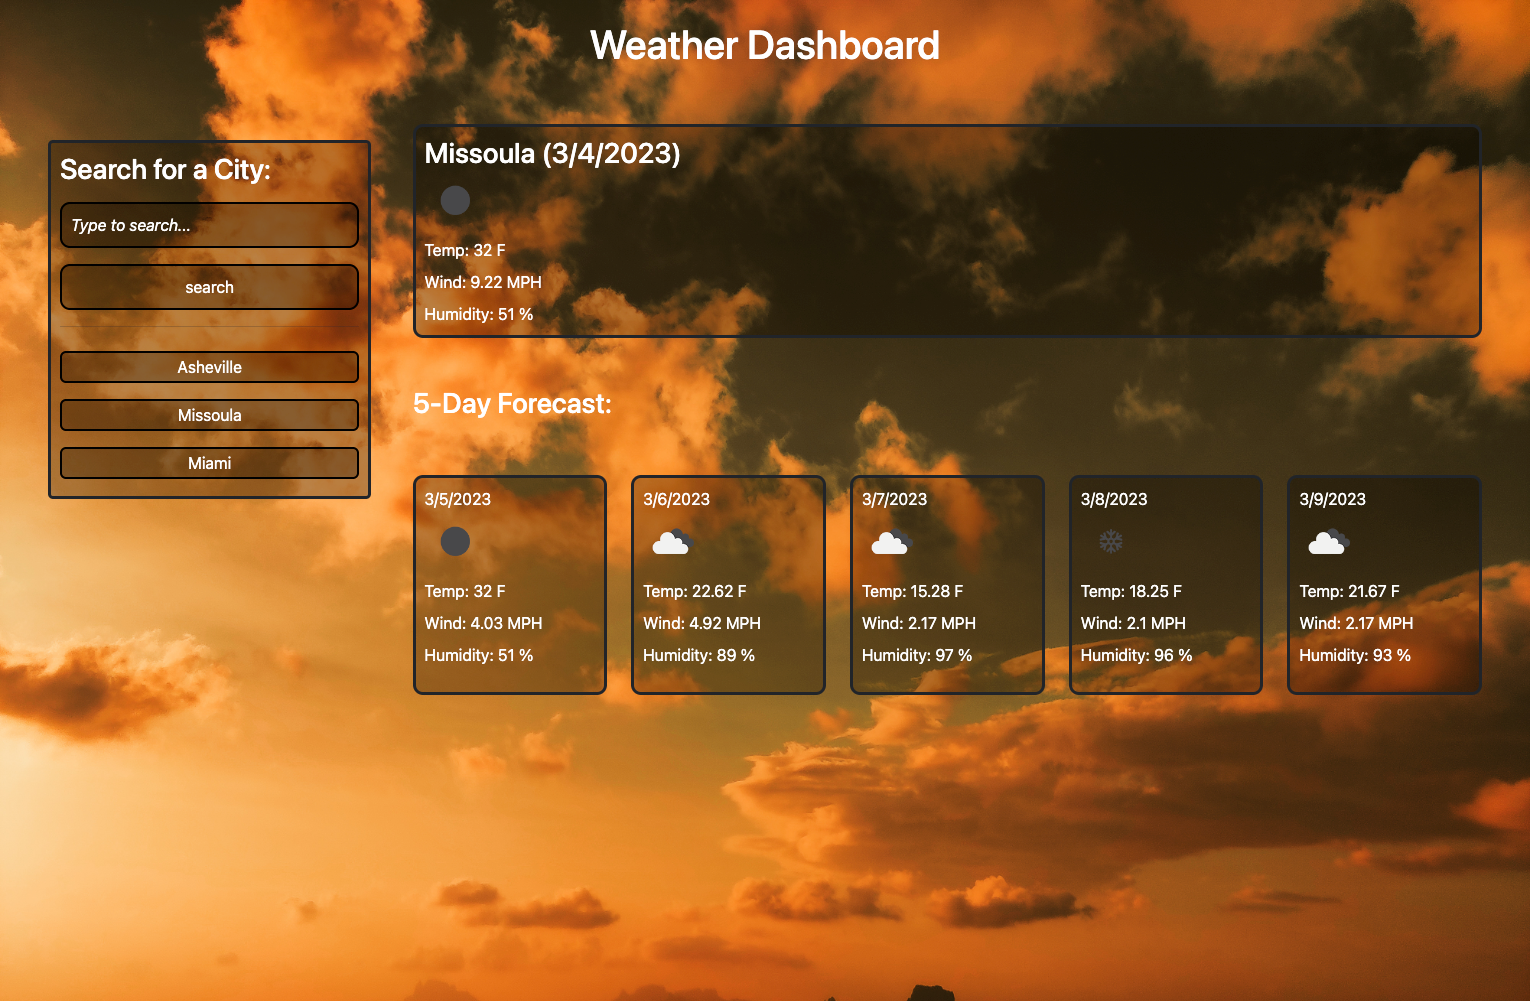 Weather Dashboard
Search for a City:
Type to search...
search
Asheville
Missoula
Miami
Missoula (3/4/2023)
Temp: 32 F
Wind: 9.22 MPH
Humidity: 51 %
5-Day Forecast:
3/5/2023
Temp: 32 F
Wind: 4.03 MPH
Humidity: 51 %
3/6/2023
Temp: 22.62 F
Wind: 4.92 MPH
Humidity: 89 %
3/7/2023
Temp: 15.28 F
Wind: 2.17 MPH
Humidity: 97 %
3/8/2023
Temp: 18.25 F
Wind: 2.1 MPH
Humidity: 96 %
3/9/2023
Temp: 21.67 F
Wind: 2.17 MPH
Humidity: 93 %